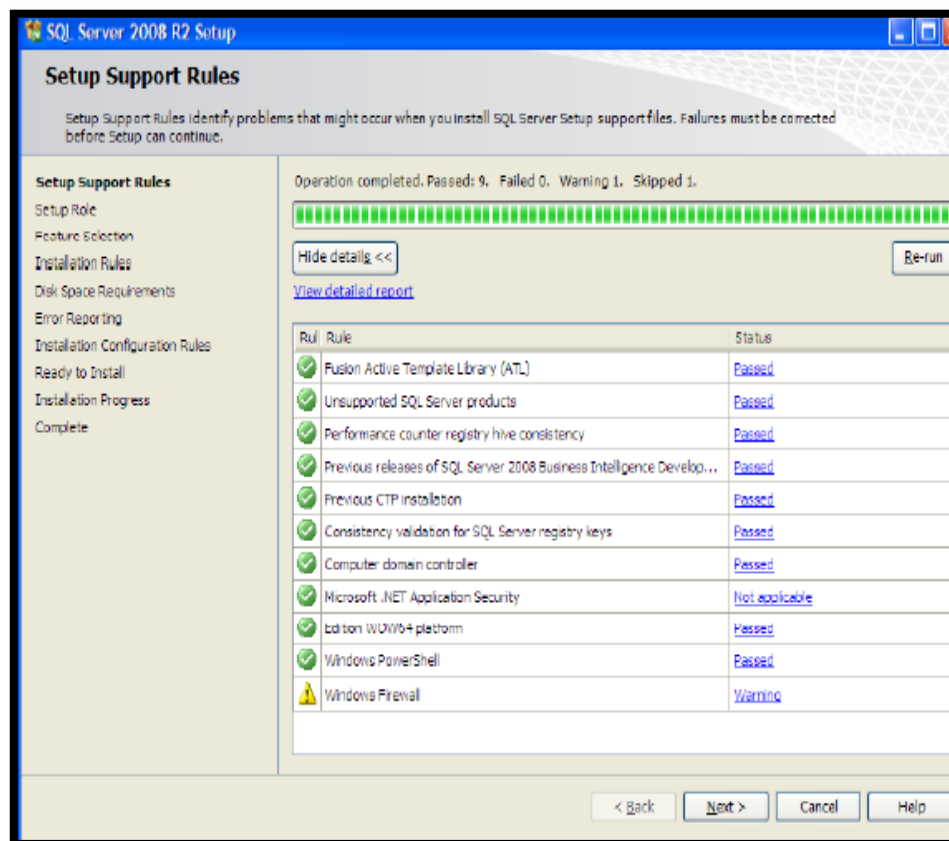 SQL Server 2008 R2 Setup
Setup Support Rules
Setup Support Rules identify problems that might occur when you install SQL Server Setup support files. Failures must be corrected
before Setup can continue.
Setup Support Rules
Setup Role
Feature Selection
Installation Rules
Disk Space Requirements
Error Reporting
Installation Configuration Rules
Ready to Install
Installation Progress
Complete
Operation completed. Passed: 9. Failed 0. Warning 1. Skipped 1.
Hide details <<
Re-run
View detailed report
Rul Rule Status
Fusion Active Template Library (ATL) Passed
Unsupported SQL Server products Passed
Performance counter registry hive consistency Passed
Previous releases of SQL Server 2008 Business Intelligence Develop... Passed
Previous CTP installation Passed
Consistency validation for SQL Server registry keys Passed
Computer domain controller Passed
Microsoft .NET Application Security Not applicable
Edition WOW64 platform Passed
Windows PowerShell Passed
Windows Firewall Warning
< Back Next > Cancel Help